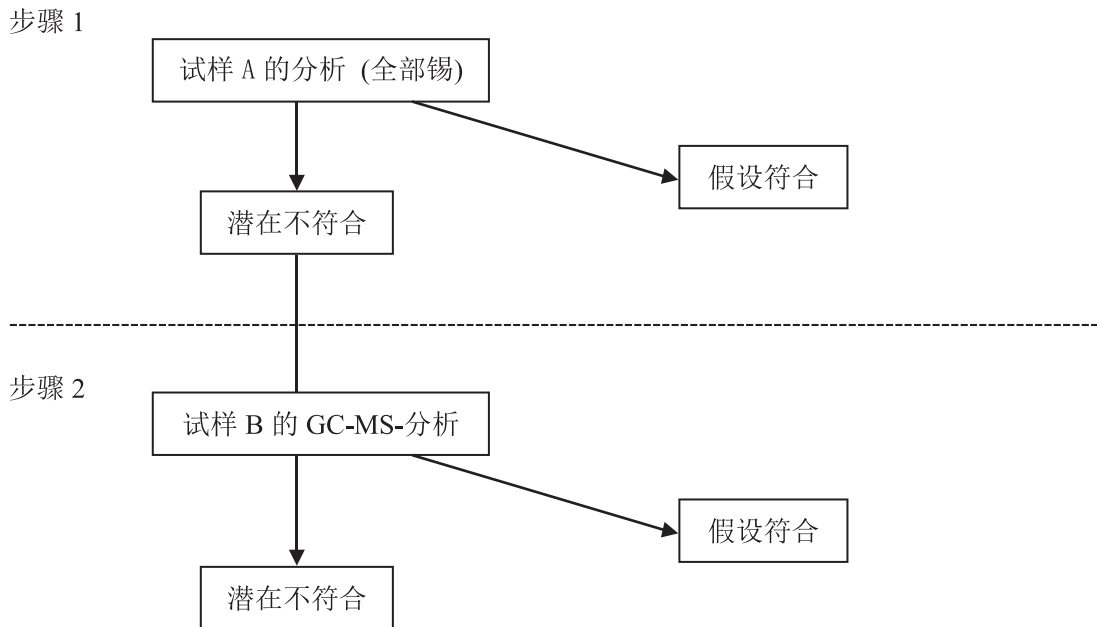 步骤 1
试样 A 的分析 (全部锡)
假设符合
潜在不符合
步骤 2
试样 B 的 GC-MS-分析
假设符合
潜在不符合